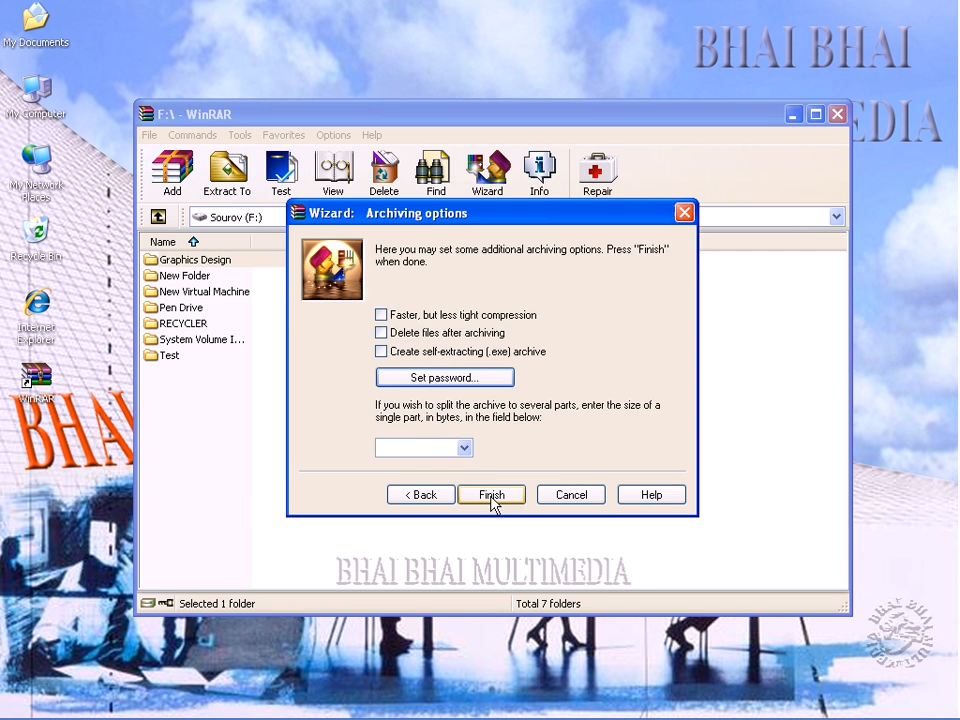 My Documents
My Computer
My Network
Places
Recycle Bin
Internet
Explorer
WinRAR
BHAI BHAI
EDIA
BHA
F:\ - WinRAR
File Commands Tools Favorites Options Help
Add Extract To Test View Delete Find Wizard Info Repair
Sourov (F:)
Name
Graphics Design
New Folder
New Virtual Machine
Pen Drive
RECYCLER
System Volume I...
Test
Wizard: Archiving options
Here you may set some additional archiving options. Press "Finish"
when done.
Faster, but less tight compression
Delete files after archiving
Create self-extracting (.exe) archive
Set password...
If you wish to split the archive to several parts, enter the size of a
single part, in bytes, in the field below:
< Back Finish Cancel Help
BHAI BHAI MULTIMEDIA
Selected 1 folder Total 7 folders
BHAI BHAI MULTIMEDIA